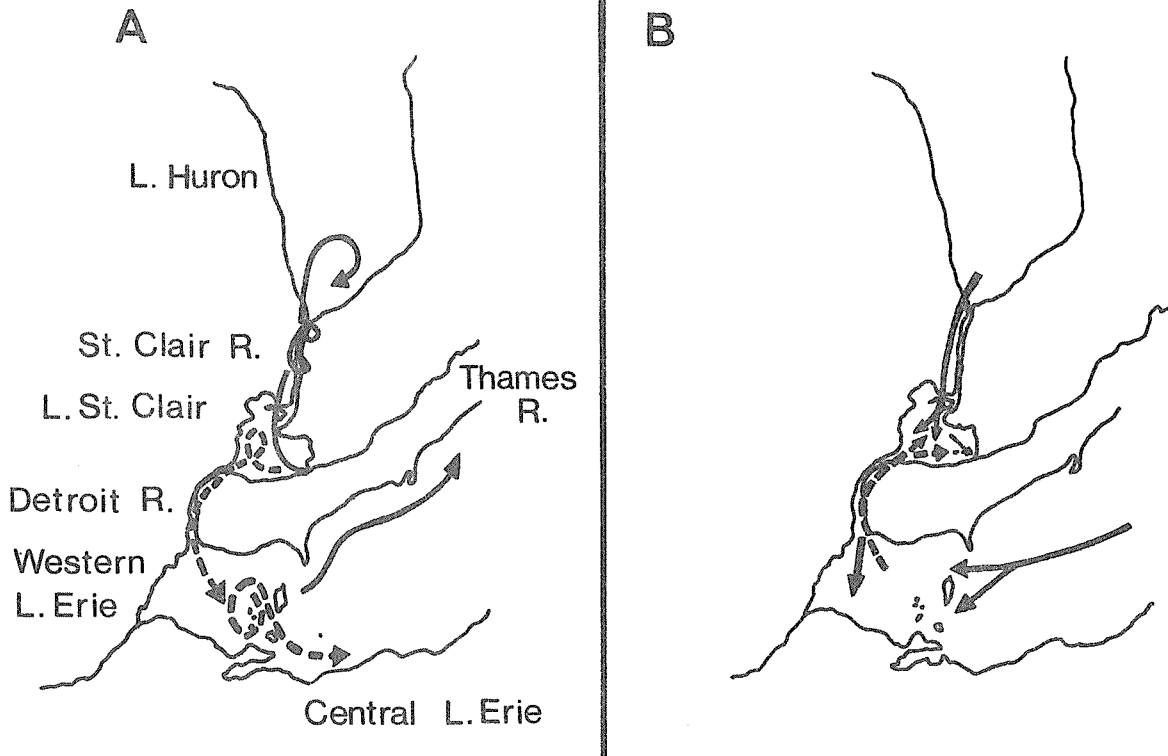 A
B
L. Huron
St. Clair R.
L. St. Clair
Thames
R.
Detroit R.
Western
L. Erie
Central L. Erie